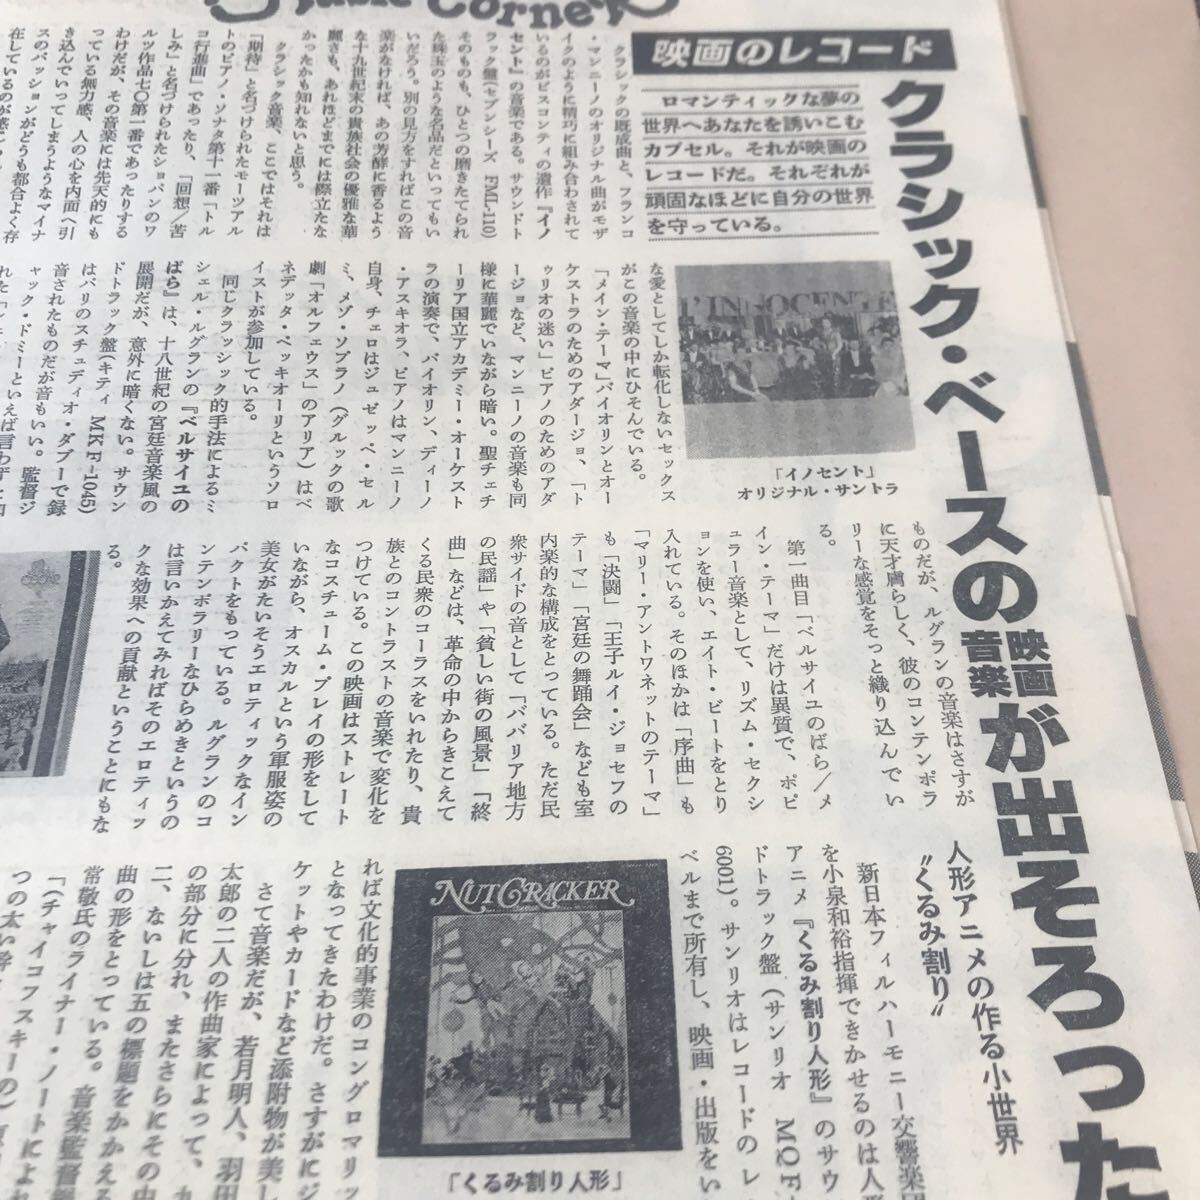 Music Corner
映画のレコード
クラシック・ベースの映画音楽が出そろった
ロマンティックな夢の
世界へあなたを誘いこむ
カプセル。それが映画の
レコードだ。それぞれが
頑固なほどに自分の世界
を守っている。
クラシックの既成曲と、フランコ
・マンニーノのオリジナル曲がモザ
イクのように精巧に組み合わされて
いるのがビスコンティの遺作『イノ
セント』の音楽である。サウンドト
ラック盤(セブンシーズ FML-110)
そのものも、ひとつの磨きたてられ
た珠玉のような名品だといってもい
いだろう。別の見方をすればこの音
楽がなければ、あの芳醇に香るよう
な十九世紀末の貴族社会の優雅な華
麗さも、あれほどまでには際立たな
かったかも知れないと思う。
クラシック音楽、ここではそれは
「期待」と名づけられたモーツアル
トのピアノ・ソナタ第十一番「トル
コ行進曲」であったり、「回想/苦
しみ」と名づけられたショパンのワ
ルツ作品七〇第一番であったりする
わけだが、その音楽には先天的にも
っている無力感、人の心を内面へ引
き込んでいってしまうようなマイナ
スのパッションがどうも都合よく存
在しているのが感じ
な愛としてしか転化しないセックス
がこの音楽の中にひそんでいる。
「メイン・テーマ」バイオリンとオー
ケストラのためのアダージョ、「ト
ゥリオの迷い」ピアノのためのアダ
ージョなど、マンニーノの音楽も同
様に華麗でいながら暗い。聖チェチ
ーリア国立アカデミー・オーケスト
ラの演奏で、バイオリン、ディーノ
・アスキオラ、ピアノはマンニーノ
自身、チェロはジュゼッペ・セル
ミ、メゾ・ソプラノ(グルックの歌
劇「オルフェウス」のアリア)はベ
ネデッタ・ペッキオーリというソロ
イストが参加している。
同じクラッシック的手法によるミ
シェル・ルグランの『ベルサイユの
ばら』は、十八世紀の宮廷音楽風の
展開だが、意外に暗くない。サウン
ドトラック盤(キティ MKF-1045)
はパリのスチュディオ・ダブーで録
音されたものだが音もいい。監督ジ
ャック・ドミーといえば言わずと知
L'INNOCENTE
「イノセント」
オリジナル・サントラ
ものだが、ルグランの音楽はさすが
に天才膚らしく、彼のコンテンポラ
リーな感覚をそっと織り込んでい
る。
第一曲目「ベルサイユのばら/メ
イン・テーマ」だけは異質で、ポピ
ュラー音楽として、リズム・セクシ
ョンを使い、エイト・ビートをとり
入れている。そのほかは「序曲」も
「マリー・アントワネットのテーマ」
も「決闘」「王子ルイ・ジョセフの
テーマ」「宮廷の舞踊会」なども室
内楽的な構成をとっている。ただ民
衆サイドの音として「ババリア地方
の民謡」や「貧しい街の風景」「終
曲」などは、革命の中からきこえて
くる民衆のコーラスをいれたり、貴
族とのコントラストの音楽で変化を
つけている。この映画はストレート
なコスチューム・プレイの形をして
いながら、オスカルという軍服姿の
美女がたいそうエロティックなイン
パクトをもっている。ルグランのコ
ンテンポラリーなひらめきというの
は言いかえてみればそのエロティッ
クな効果への貢献ということにもな
る。
人形アニメの作る小世界
“くるみ割り”
新日本フィルハーモニー交響楽団
を小泉和裕指揮できかせるのは人形
アニメ『くるみ割り人形』のサウ
ドトラック盤(サンリオ MQF-
6001)。サンリオはレコードのレ
ベルまで所有し、映画・出版をい
NUTCRACKER
「くるみ割り人形」
れば文化的事業のコングロマリッ
となってきたわけだ。さすがにジ
ケットやカードなど添附物が美し
さて音楽だが、若月明人、羽田
太郎の二人の作曲家によって、
の部分に分れ、またさらにその中
二、ないしは五の標題をかかえる
曲の形をとっている。音楽監督
常敬氏のライナー・ノートによれ
「(チャイコフスキーの)
つの太い